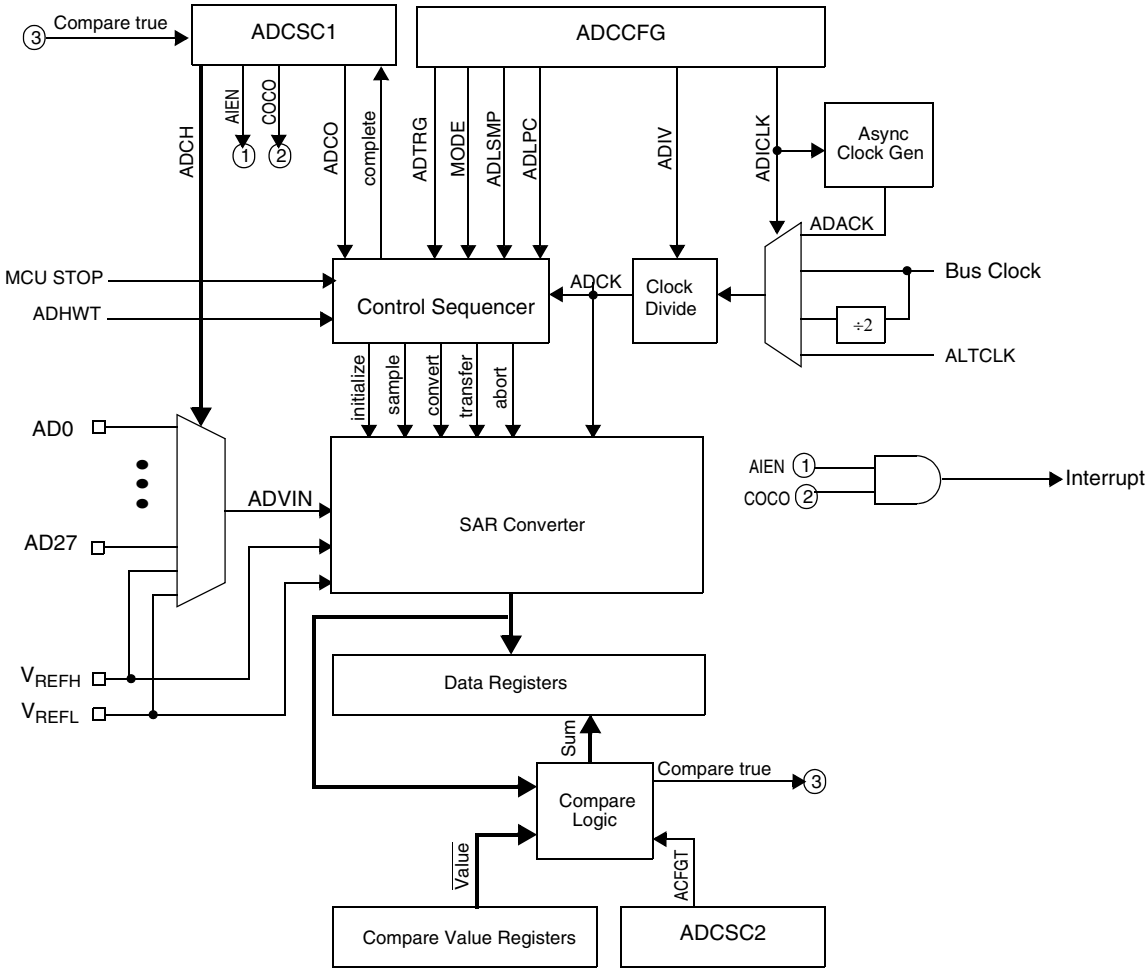 3
Compare true
ADCSC1
ADCCFG
ADCH
AIEN
COCO
1
2
ADCO
complete
ADTRG
MODE
ADLSMP
ADLPC
ADIV
ADICLK
Async
Clock Gen
ADACK
MCU STOP
ADHWT
Control Sequencer
ADCK
Clock
Divide
Bus Clock
÷2
ALTCLK
initialize
sample
convert
transfer
abort
AD0
AD27
ADVIN
SAR Converter
AIEN 1
COCO 2
Interrupt
VREFH
VREFL
Data Registers
Sum
Compare
Logic
Compare true
3
Value
ACFGT
Compare Value Registers
ADCSC2